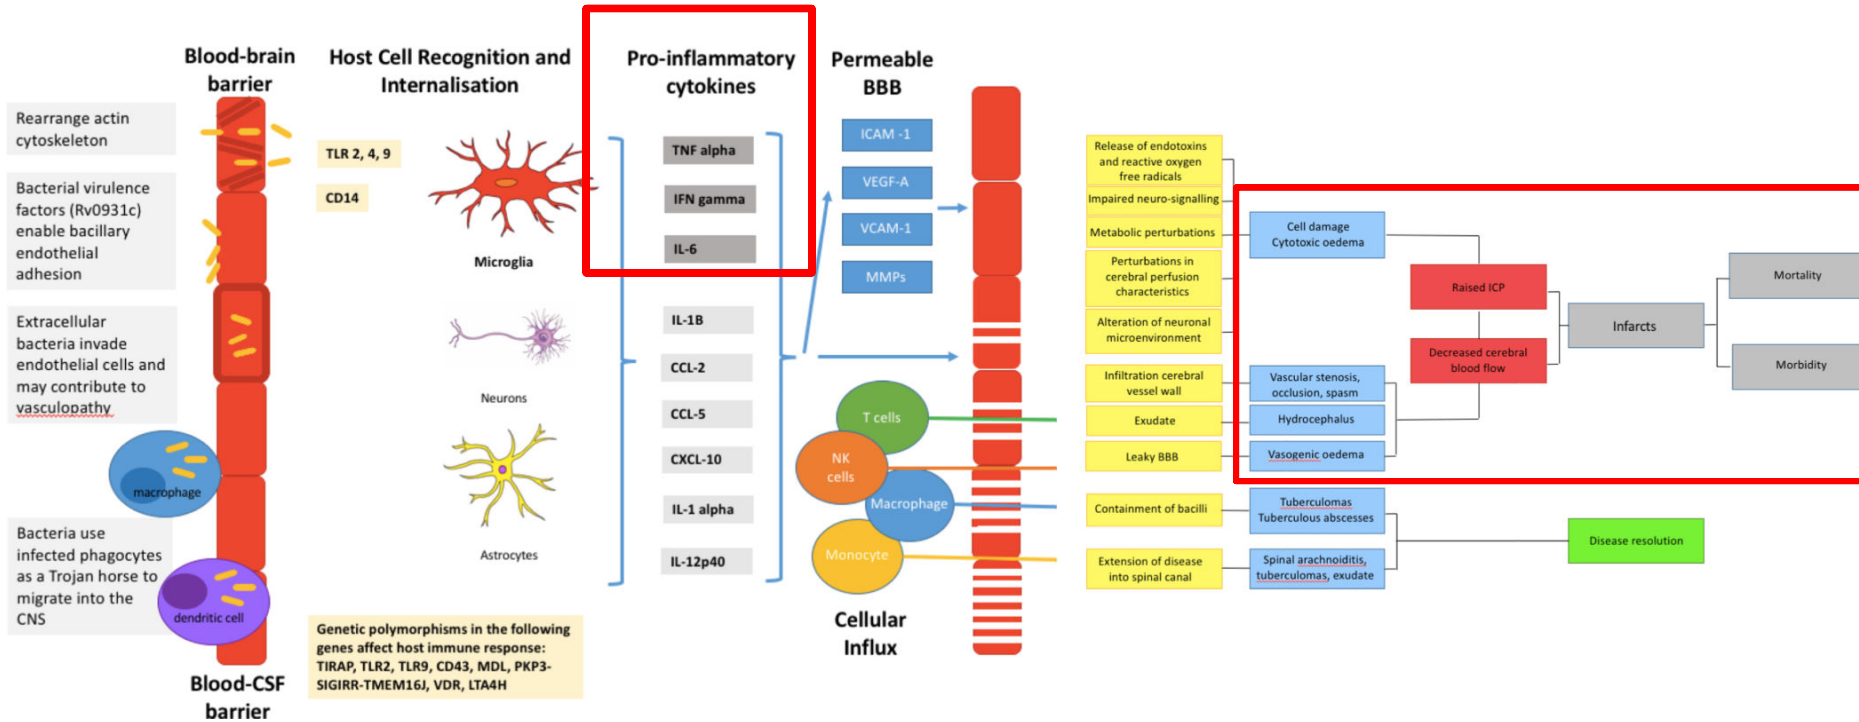 Blood-brain
barrier
Rearrange actin
cytoskeleton
Bacterial virulence
factors (Rv0931c)
enable bacillary
endothelial
adhesion
Extracellular
bacteria invade
endothelial cells and
may contribute to
vasculopathy
macrophage
Bacteria use
infected phagocytes
as a Trojan horse to
migrate into the
CNS
dendritic cell
Blood-CSF
barrier
Host Cell Recognition and
Internalisation
TLR 2, 4, 9
CD14
Microglia
Neurons
Astrocytes
Genetic polymorphisms in the following
genes affect host immune response:
TIRAP, TLR2, TLR9, CD43, MDL, PKP3-
SIGIRR-TMEM16J, VDR, LTA4H
Pro-inflammatory
cytokines
TNF alpha
IFN gamma
IL-6
IL-1B
CCL-2
CCL-5
CXCL-10
IL-1 alpha
IL-12p40
Permeable
BBB
ICAM -1
VEGF-A
VCAM-1
MMPs
T cells
NK
cells
Macrophage
Monocyte
Cellular
Influx
Release of endotoxins
and reactive oxygen
free radicals
Impaired neuro-signalling
Metabolic perturbations
Perturbations in
cerebral perfusion
characteristics
Alteration of neuronal
microenvironment
Infiltration cerebral
vessel wall
Exudate
Leaky BBB
Containment of bacilli
Extension of disease
into spinal canal
Cell damage
Cytotoxic oedema
Vascular stenosis,
occlusion, spasm
Hydrocephalus
Vasogenic oedema
Tuberculomas
Tuberculous abscesses
Spinal arachnoiditis,
tuberculomas, exudate
Raised ICP
Decreased cerebral
blood flow
Infarcts
Mortality
Morbidity
Disease resolution